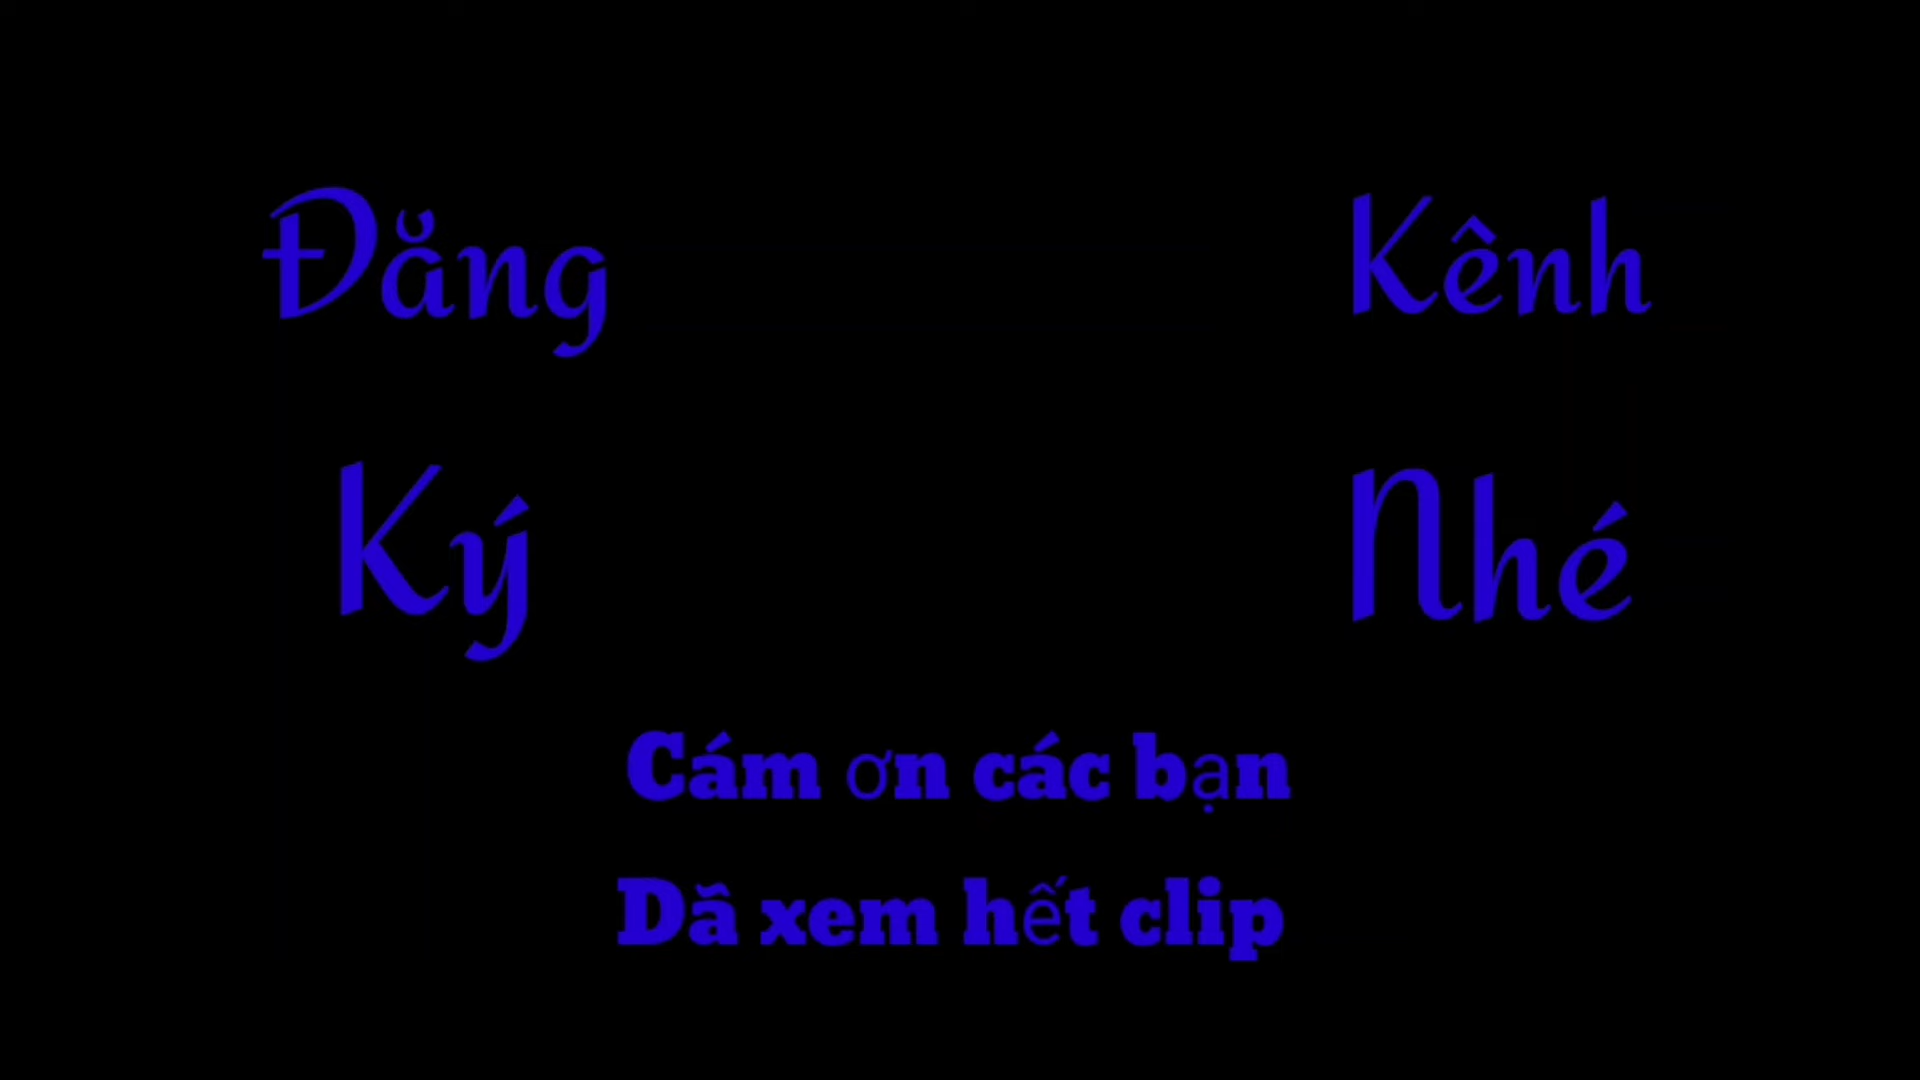 Đăng
Ký
Kênh
Nhé
Cám ơn các bạn
Dã xem hết clip